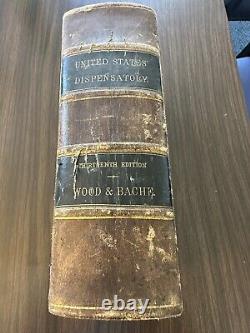 UNITED STATES
DISPENSATORY.
THIRTEENTH EDITION
WOOD & BACHE.